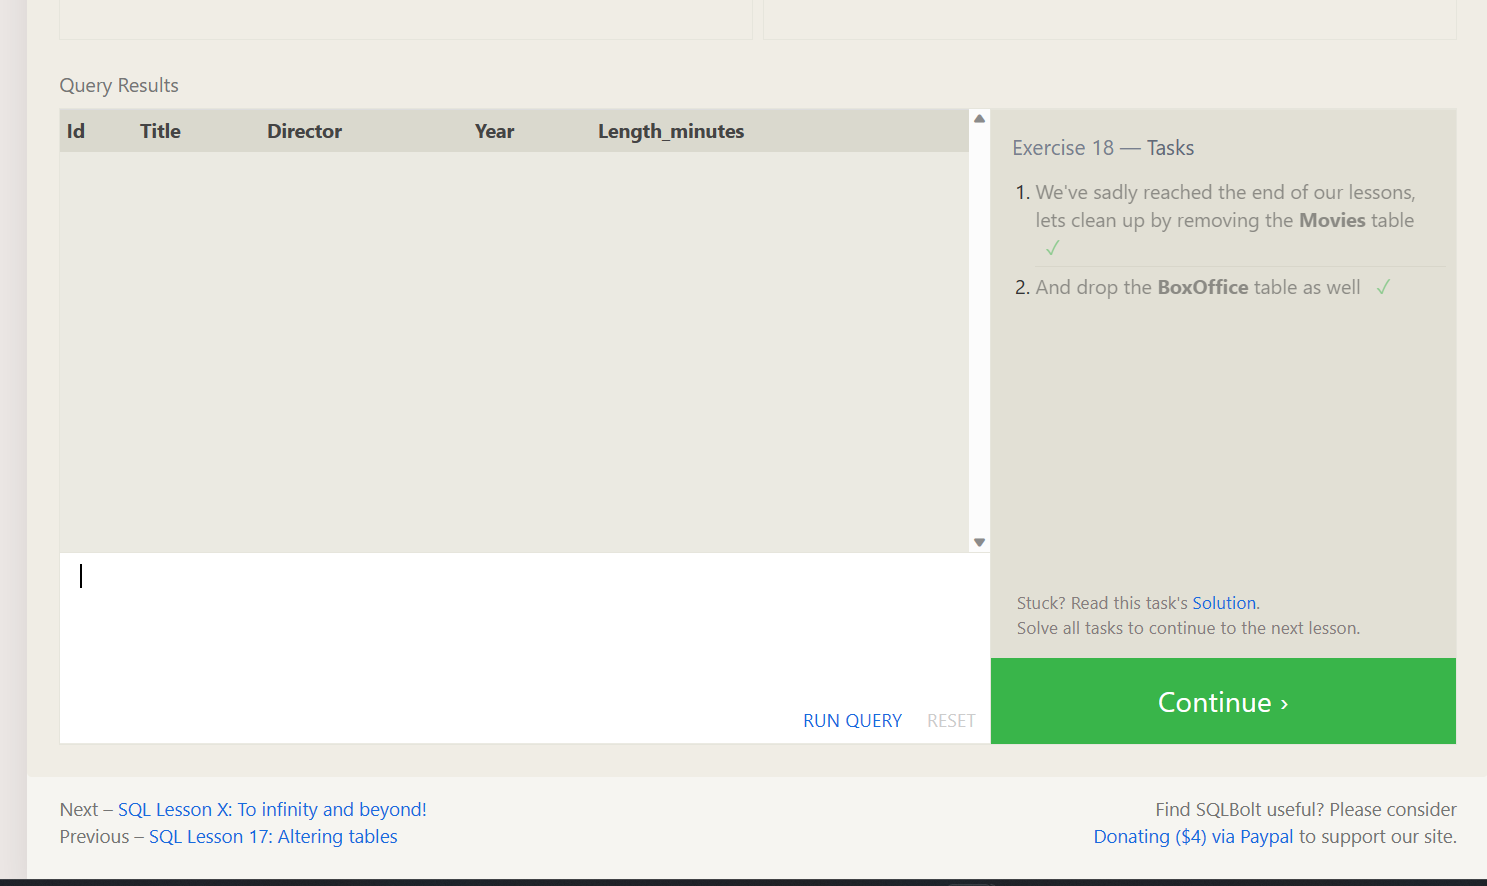 Query Results
Id Title Director Year Length_minutes
Exercise 18 — Tasks
1. We've sadly reached the end of our lessons,
lets clean up by removing the Movies table
✓
2. And drop the BoxOffice table as well ✓
Stuck? Read this task's Solution.
Solve all tasks to continue to the next lesson.
RUN QUERY RESET
Continue ›
Next – SQL Lesson X: To infinity and beyond!
Previous – SQL Lesson 17: Altering tables
Find SQLBolt useful? Please consider
Donating ($4) via Paypal to support our site.